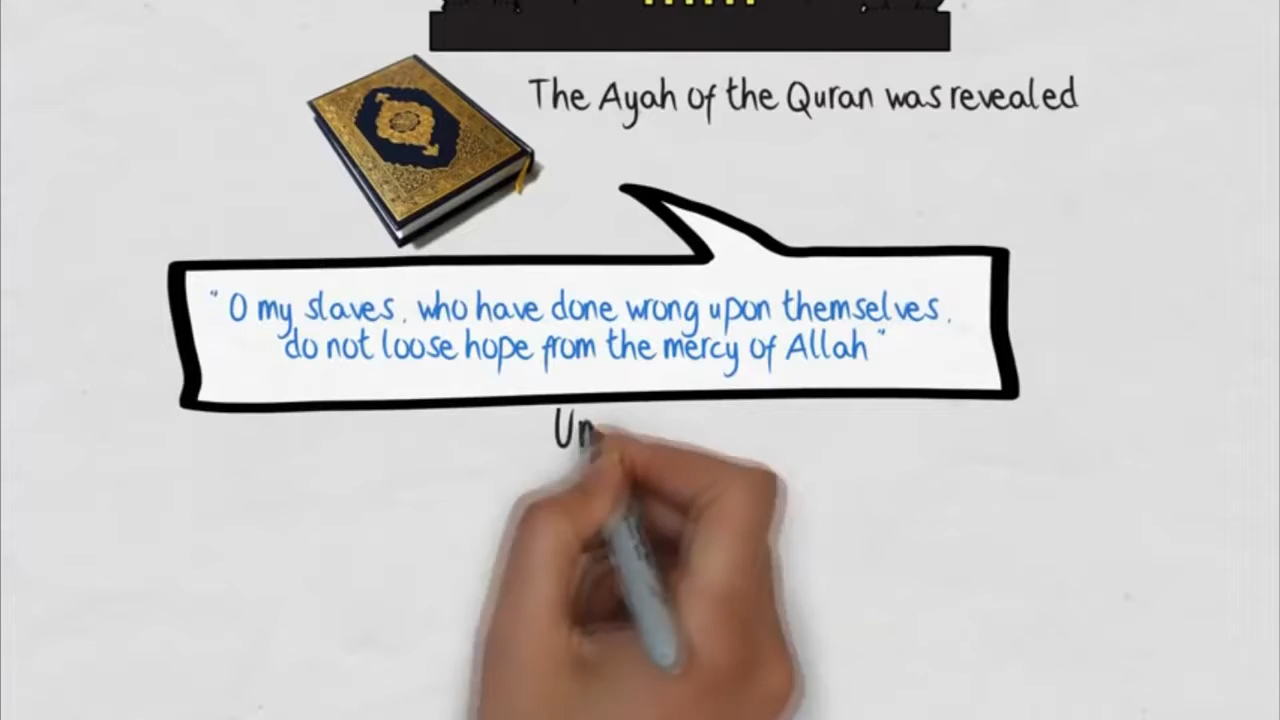 The Ayah of the Quran was revealed
" O my slaves, who have done wrong upon themselves,
do not loose hope from the mercy of Allah "